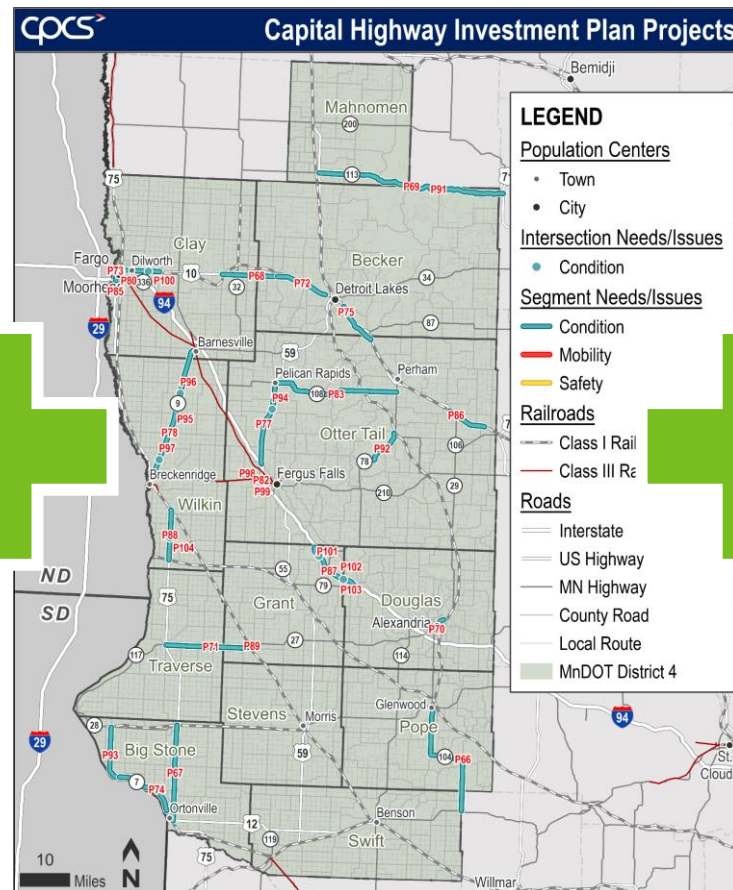 cpcs
Capital Highway Investment Plan Projects
Bemidji
Mahnomen
200
75
113
P69
P91
71
LEGEND
Population Centers
Town
City
Intersection Needs/Issues
Condition
Segment Needs/Issues
Condition
Mobility
Safety
Railroads
Class I Rail
Class III Ra
Roads
Interstate
US Highway
MN Highway
County Road
Local Route
MnDOT District 4
Clay
Becker
Fargo
Dilworth
P73
P80
336
P100
10
P68
P72
34
Moorhe
P85
32
Detroit Lakes
94
P75
29
87
Barnesville
59
Perham
Pelican Rapids
P96
P94
108
P83
9
P95
P86
P77
P78
Otter Tail
106
P97
78
P92
Breckenridge
P98
P82
Fergus Falls
P99
210
29
Wilkin
P88
P101
P104
P87
P102
ND
55
79
P103
SD
75
Grant
Douglas
Alexandria
P70
117
P71
P89
27
114
Traverse
Glenwood
Stevens
Morris
Pope
28
94
29
Big Stone
59
104
P66
P93
P67
7
P74
St.
Cloud
Ortonville
12
Benson
119
Swift
75
Willmar
10
Miles
N